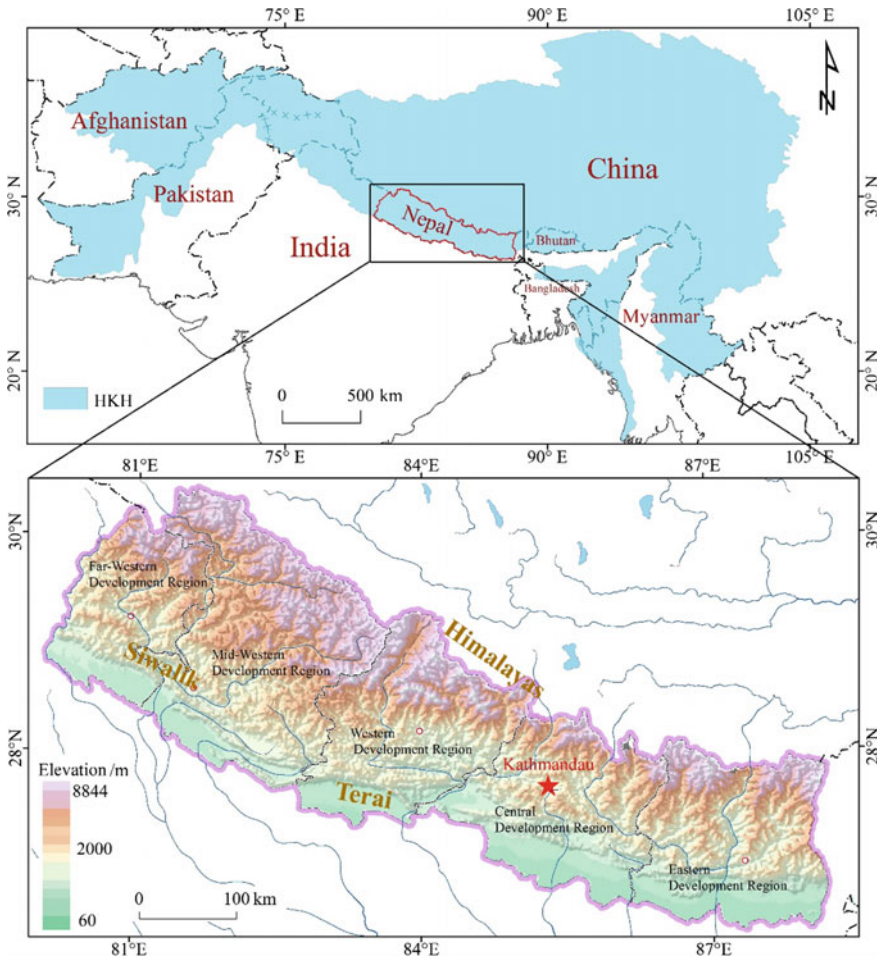 75° E
90° E
105° E
N
Afghanistan
Pakistan
China
30° N
30° N
Nepal
India
Bhutan
Bangladesh
Myanmar
20° N
20° N
HKH
0 500 km
75°E
90°E
105°E
81°E
84°E
87°E
30°N
30°N
Far-Western
Development Region
Himalayas
Mid-Western
Development Region
Siwalik
28°N
28°N
Western
Development Region
Kathmandau
Elevation /m
8844
Terai
Central
Development Region
2000
Eastern
Development Region
0 100 km
60
81°E
84°E
87°E